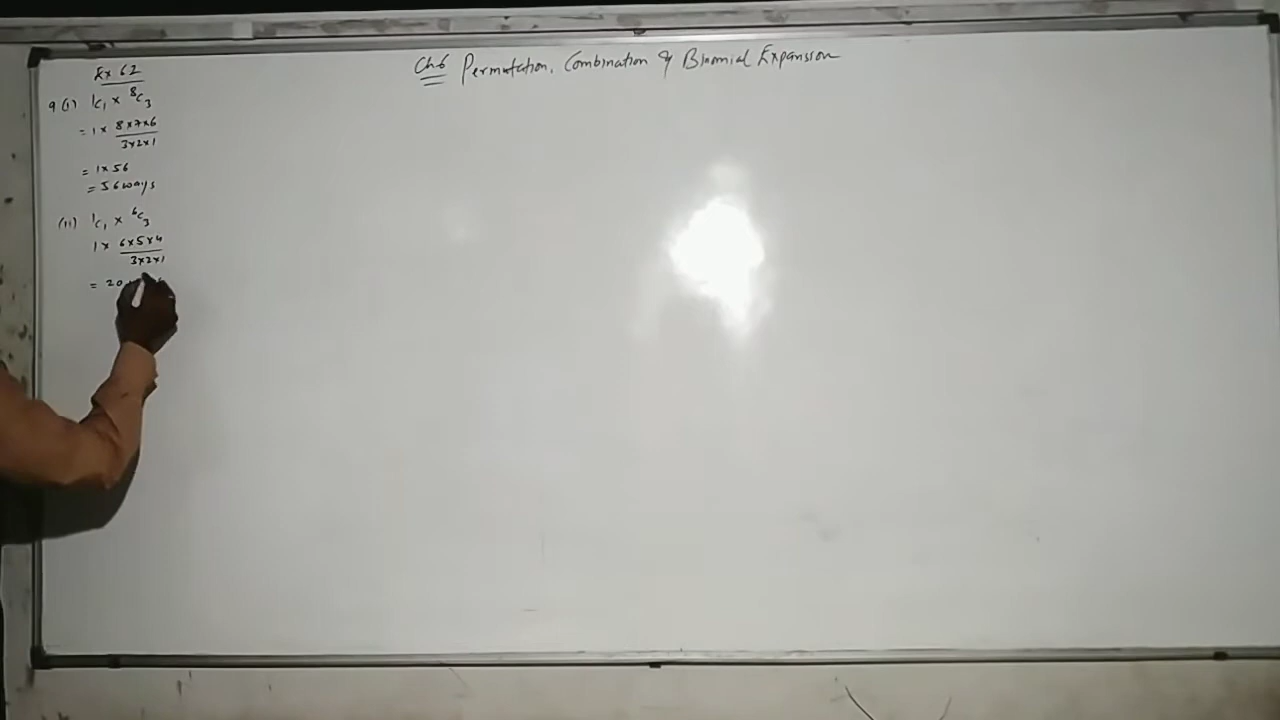 Ch6 Permutation, Combination & Binomial Expansion
Ex 62
9 (i) ¹C₁ × ⁸C₃
= 1 × 8×7×6 / 3×2×1
= 1×56
= 56 ways
(ii) ¹C₁ × ⁶C₃
1 × 6×5×4 / 3×2×1
= 20